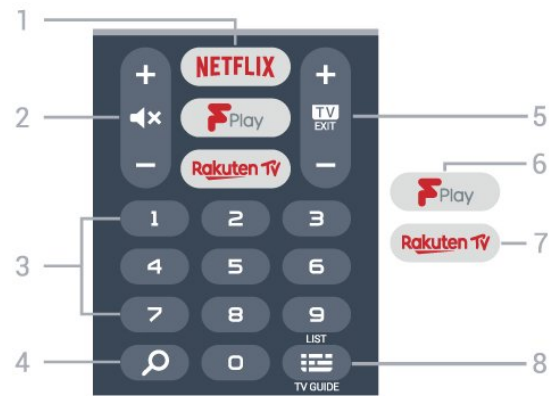 1
NETFLIX
+ +
2
F Play
TV
EXIT
5
6
F Play
- -
Rakuten TV
Rakuten TV
7
3
1 2 3
4 5 6
7 8 9
LIST
4
0
8
TV GUIDE